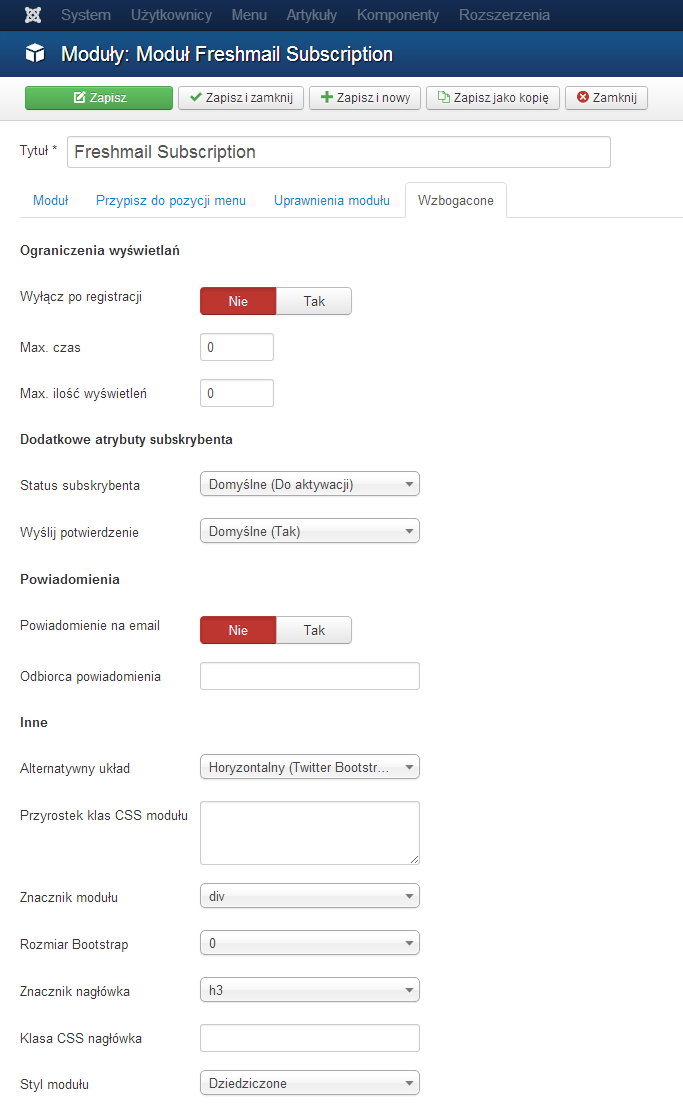 System Użytkownicy Menu Artykuły Komponenty Rozszerzenia
Moduły: Moduł Freshmail Subscription
Zapisz Zapisz i zamknij Zapisz i nowy Zapisz jako kopię Zamknij
Tytuł * Freshmail Subscription
Moduł Przypisz do pozycji menu Uprawnienia modułu Wzbogacone
Ograniczenia wyświetlań
Wyłącz po registracji Nie Tak
Max. czas 0
Max. ilość wyświetleń 0
Dodatkowe atrybuty subskrybenta
Status subskrybenta Domyślne (Do aktywacji)
Wyślij potwierdzenie Domyślne (Tak)
Powiadomienia
Powiadomienie na email Nie Tak
Odbiorca powiadomienia
Inne
Alternatywny układ Horyzontalny (Twitter Bootstr...
Przyrostek klas CSS modułu
Znacznik modułu div
Rozmiar Bootstrap 0
Znacznik nagłówka h3
Klasa CSS nagłówka
Styl modułu Dziedziczone